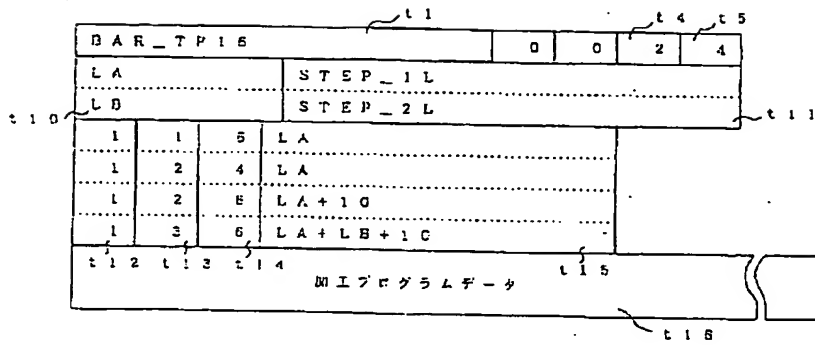 t1 t4 t5
BAR_TP16 0 0 2 4
LA STEP_1L
LB STEP_2L
t10 t11
1 1 5 LA
1 2 4 LA
1 2 6 LA+10
1 3 6 LA+LB+10
t12 t13 t14 t15
加工プログラムデータ
t16